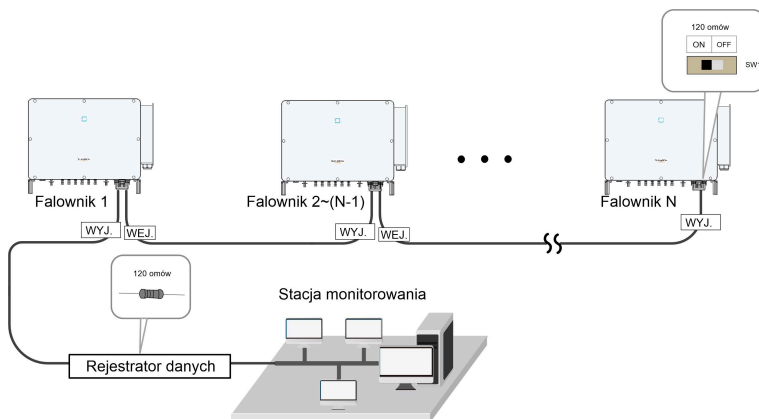 120 omów
ON OFF
SW1
Falownik 1
Falownik 2~(N-1)
Falownik N
WYJ.
WEJ.
WYJ.
WEJ.
WYJ.
120 omów
Stacja monitorowania
Rejestrator danych